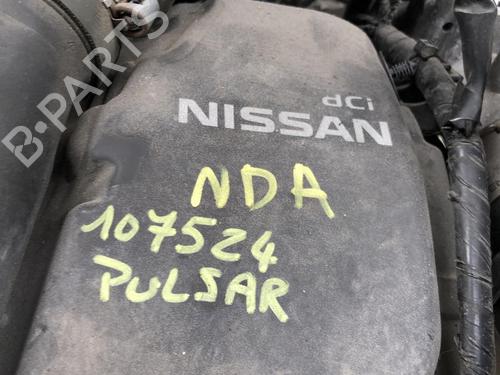 dCi
NISSAN
NDA
107524
PULSAR
B-PARTS